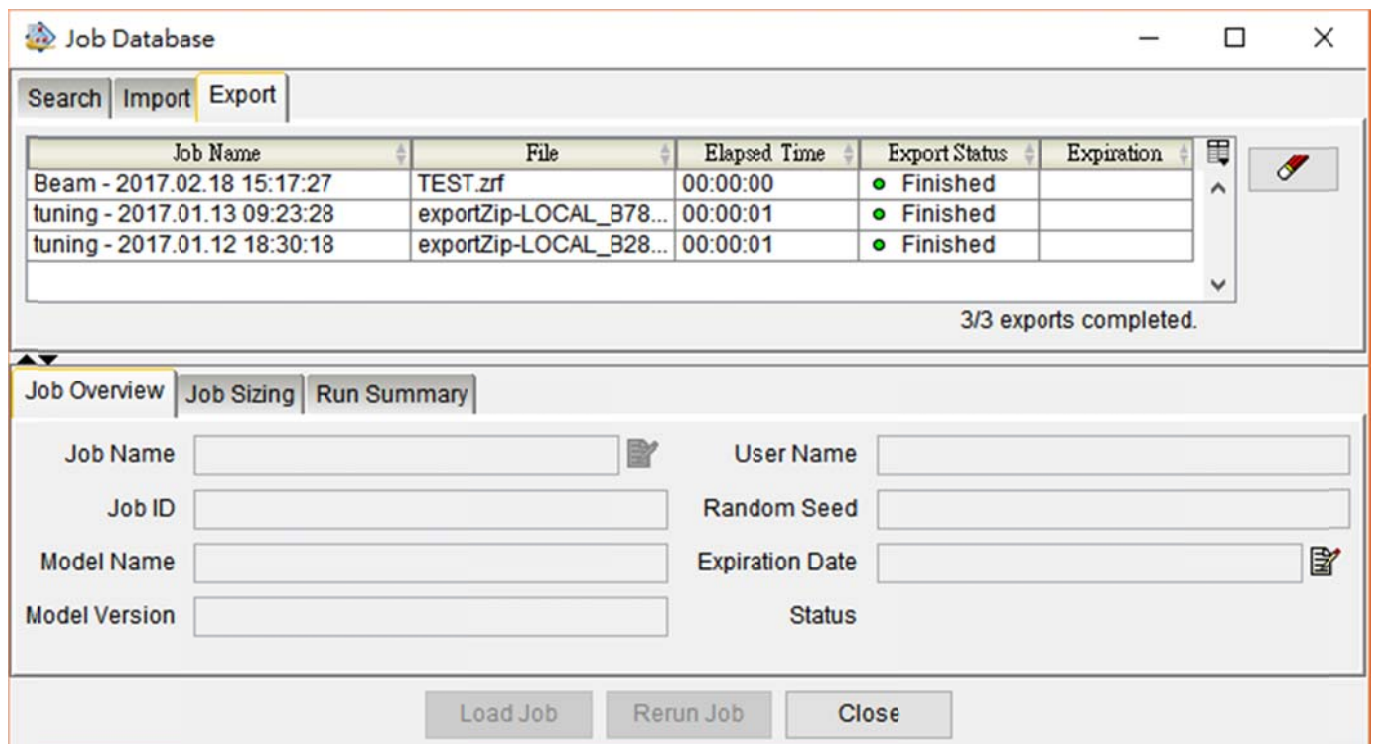 Job Database
Search Import Export
Job Name File Elapsed Time Export Status Expiration
Beam - 2017.02.18 15:17:27 TEST.zrf 00:00:00 Finished
tuning - 2017.01.13 09:23:28 exportZip-LOCAL_B78... 00:00:01 Finished
tuning - 2017.01.12 18:30:18 exportZip-LOCAL_B28... 00:00:01 Finished
3/3 exports completed.
Job Overview Job Sizing Run Summary
Job Name User Name
Job ID Random Seed
Model Name Expiration Date
Model Version Status
Load Job Rerun Job Close